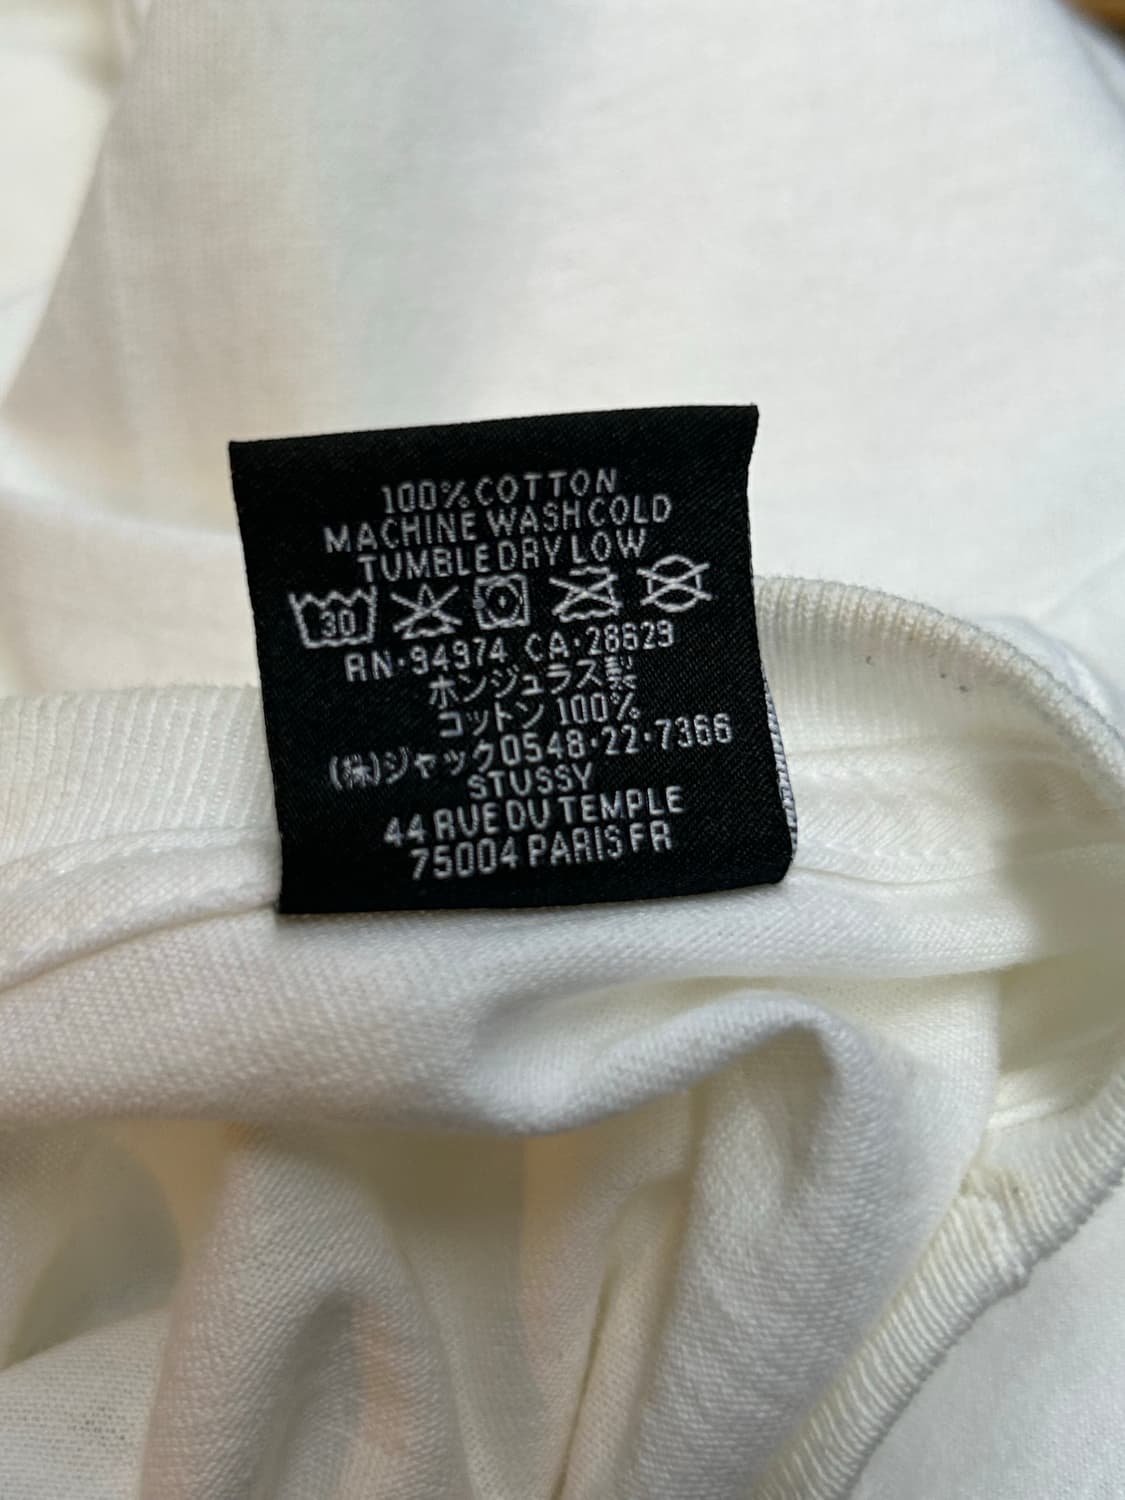 100% COTTON
MACHINE WASH COLD
TUMBLE DRY LOW
30
RN·94974 CA·28629
ホンジュラス製
コットン 100%
(株)ジャック0548·22·7366
STUSSY
44 RUE DU TEMPLE
75004 PARIS FR